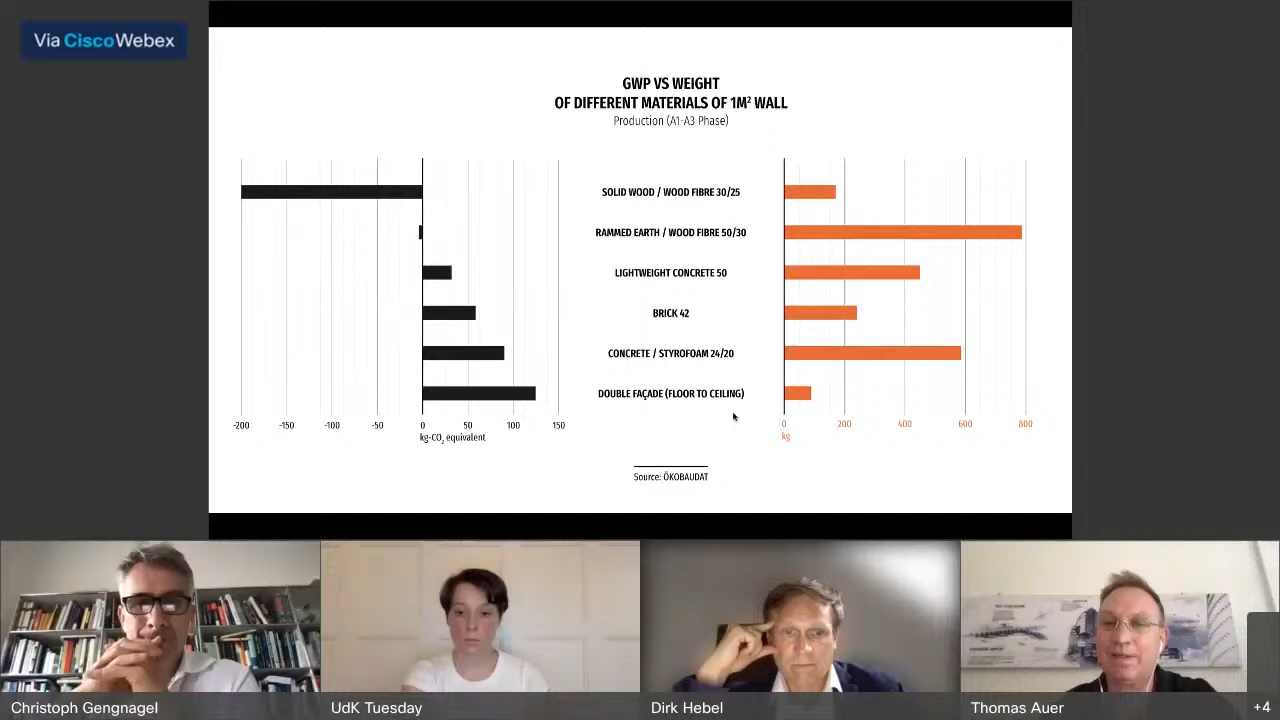 Via Cisco Webex
GWP VS WEIGHT
OF DIFFERENT MATERIALS OF 1M² WALL
Production (A1-A3 Phase)
SOLID WOOD / WOOD FIBRE 30/25
RAMMED EARTH / WOOD FIBRE 50/30
LIGHTWEIGHT CONCRETE 50
BRICK 42
CONCRETE / STYROFOAM 24/20
DOUBLE FAÇADE (FLOOR TO CEILING)
-200 -150 -100 -50 0 50 100 150
kg-CO₂ equivalent
0 200 400 600 800
kg
Source: ÖKOBAUDAT
Christoph Gengnagel
UdK Tuesday
Dirk Hebel
Thomas Auer
+4